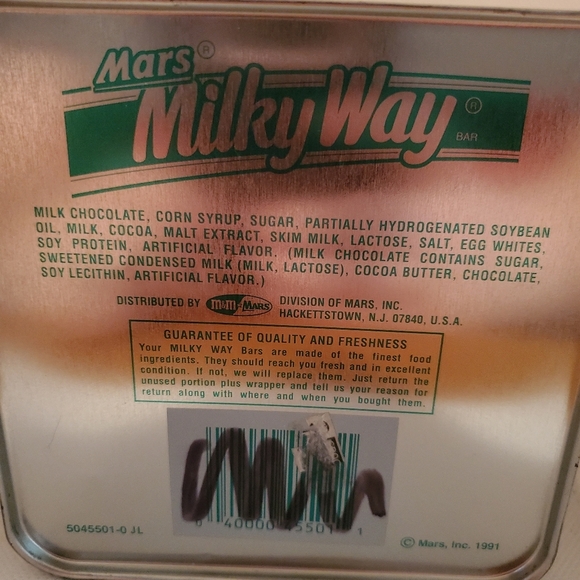 Mars®
Milky Way®
BAR
MILK CHOCOLATE, CORN SYRUP, SUGAR, PARTIALLY HYDROGENATED SOYBEAN
OIL, MILK, COCOA, MALT EXTRACT, SKIM MILK, LACTOSE, SALT, EGG WHITES,
SOY PROTEIN, ARTIFICIAL FLAVOR. (MILK CHOCOLATE CONTAINS SUGAR,
SWEETENED CONDENSED MILK (MILK, LACTOSE), COCOA BUTTER, CHOCOLATE,
SOY LECITHIN, ARTIFICIAL FLAVOR.)
DISTRIBUTED BY M&M MARS DIVISION OF MARS, INC.
HACKETTSTOWN, N.J. 07840, U.S.A.
GUARANTEE OF QUALITY AND FRESHNESS
Your MILKY WAY Bars are made of the finest food
ingredients. They should reach you fresh and in excellent
condition. If not, we will replace them. Just return the
unused portion plus wrapper and tell us your reason for
return along with where and when you bought them.
0 40000 5501 1
5045501-0 JL
© Mars, Inc. 1991